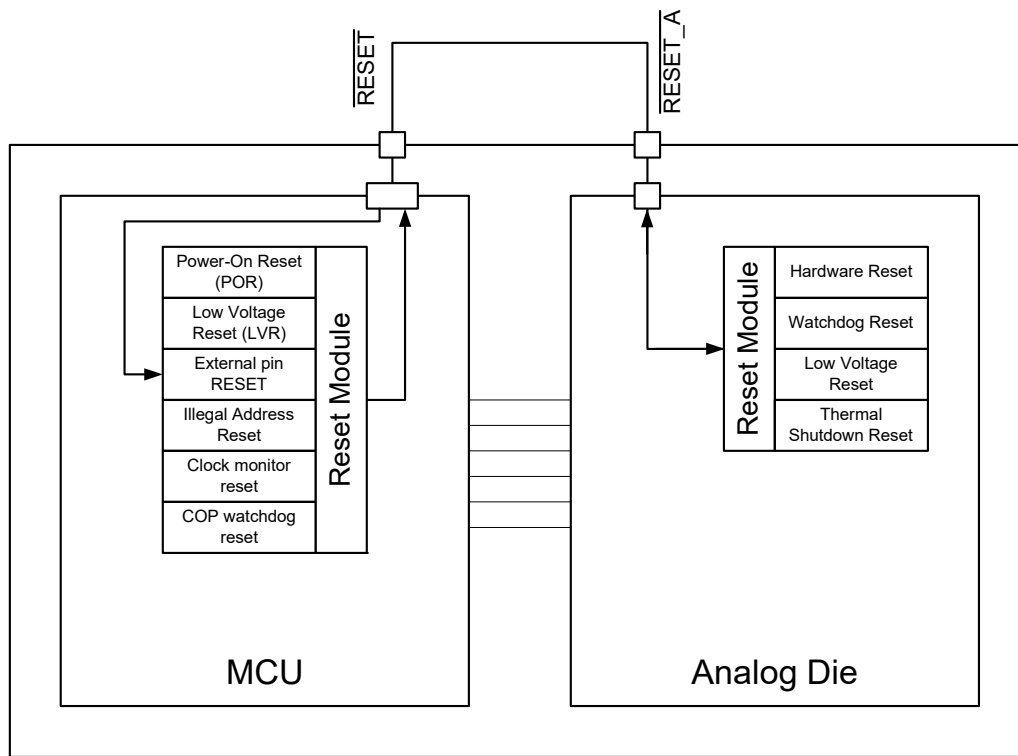 RESET
RESET_A
Power-On Reset
(POR)
Low Voltage
Reset (LVR)
External pin
RESET
Illegal Address
Reset
Clock monitor
reset
COP watchdog
reset
Reset Module
MCU
Reset Module
Hardware Reset
Watchdog Reset
Low Voltage
Reset
Thermal
Shutdown Reset
Analog Die